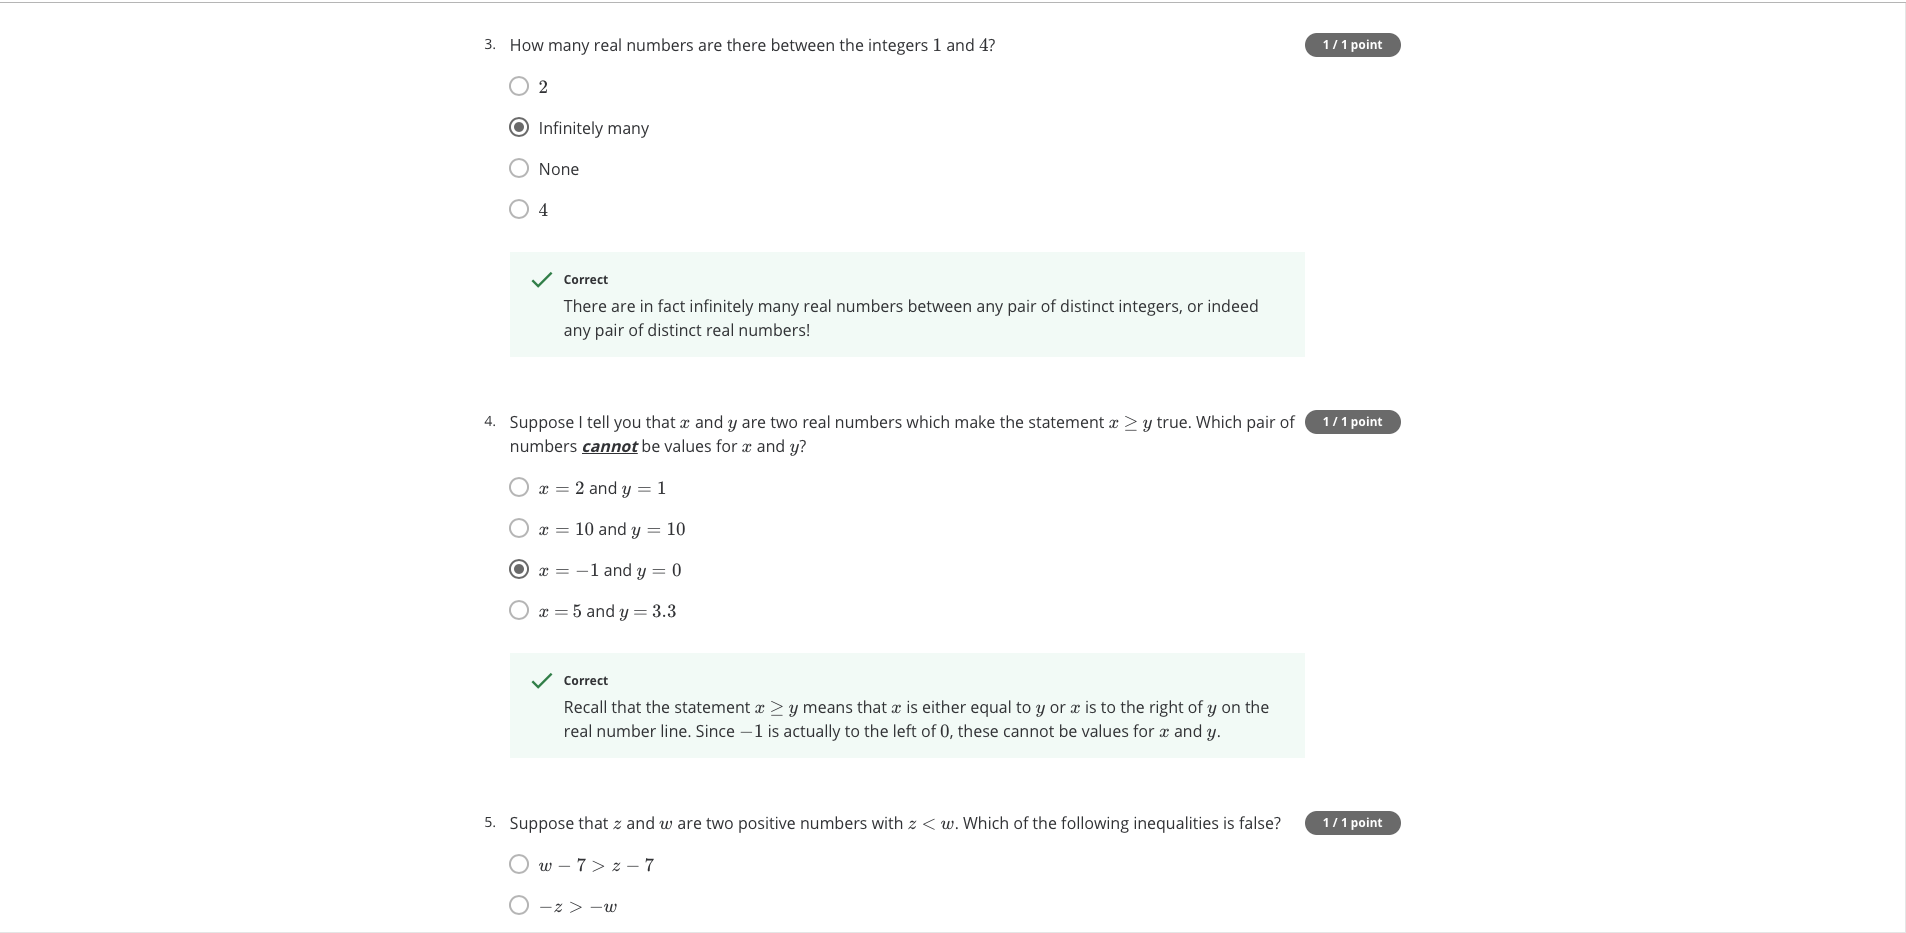 3. How many real numbers are there between the integers 1 and 4?
1 / 1 point
2
Infinitely many
None
4
Correct
There are in fact infinitely many real numbers between any pair of distinct integers, or indeed
any pair of distinct real numbers!
4. Suppose I tell you that x and y are two real numbers which make the statement x ≥ y true. Which pair of
1 / 1 point
numbers cannot be values for x and y?
x = 2 and y = 1
x = 10 and y = 10
x = −1 and y = 0
x = 5 and y = 3.3
Correct
Recall that the statement x ≥ y means that x is either equal to y or x is to the right of y on the
real number line. Since −1 is actually to the left of 0, these cannot be values for x and y.
5. Suppose that z and w are two positive numbers with z < w. Which of the following inequalities is false?
1 / 1 point
w − 7 > z − 7
−z > −w